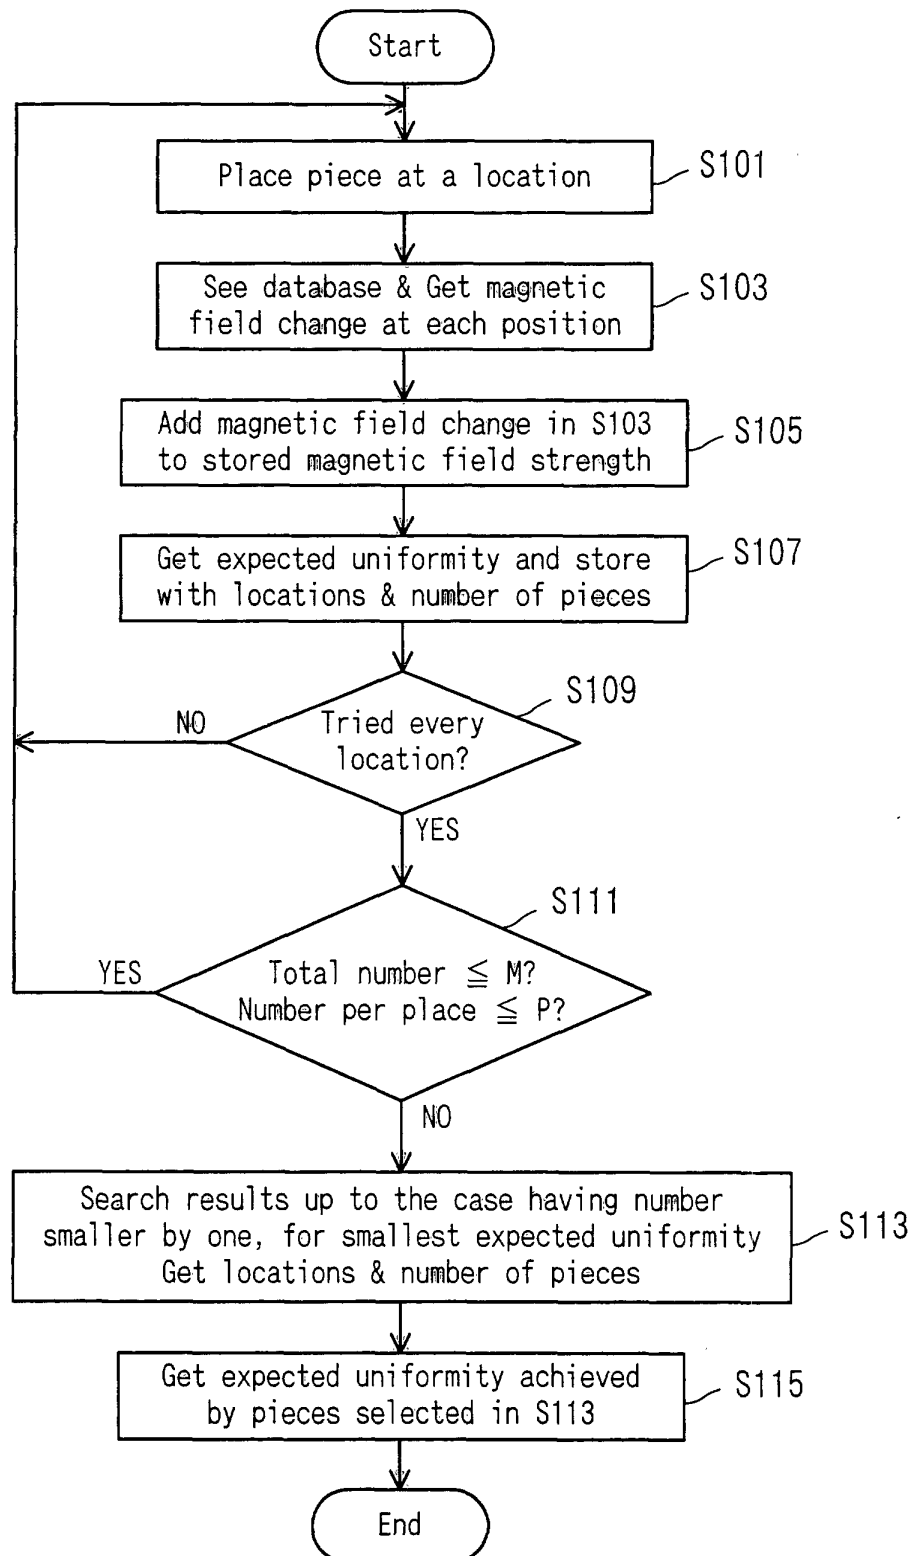 Start
Place piece at a location
S101
See database & Get magnetic
field change at each position
S103
Add magnetic field change in S103
to stored magnetic field strength
S105
Get expected uniformity and store
with locations & number of pieces
S107
S109
Tried every
location?
NO
YES
S111
Total number ≦ M?
Number per place ≦ P?
YES
NO
Search results up to the case having number
smaller by one, for smallest expected uniformity
Get locations & number of pieces
S113
Get expected uniformity achieved
by pieces selected in S113
S115
End